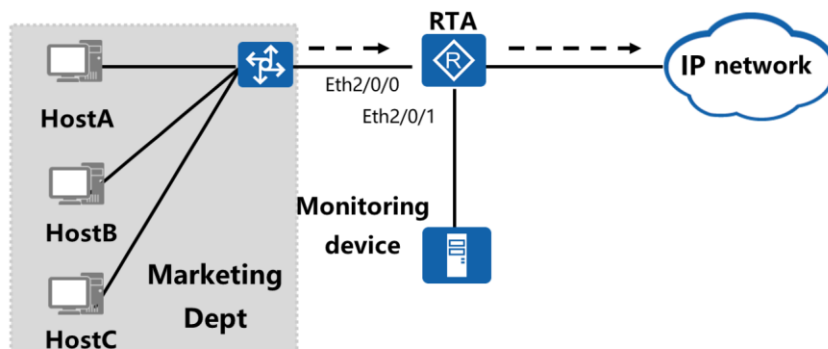 RTA
IP network
Eth2/0/0
HostA
Eth2/0/1
Monitoring
device
HostB
Marketing
Dept
HostC
R